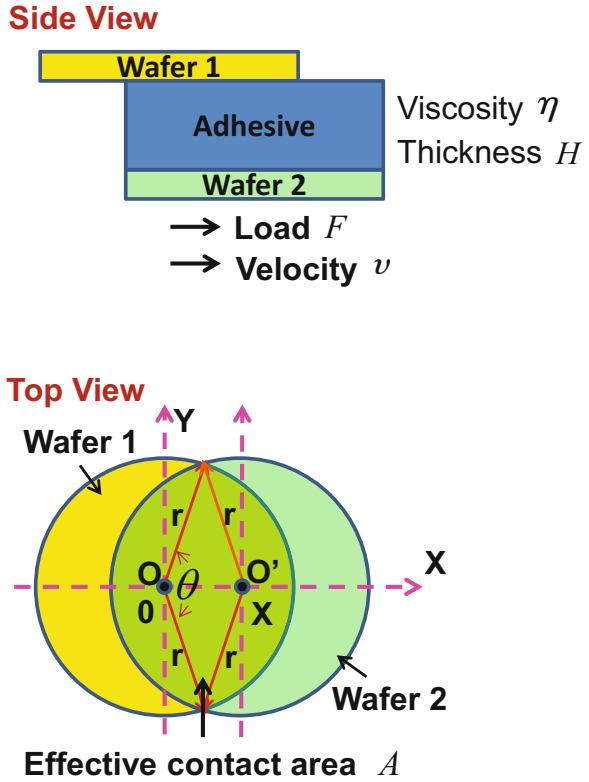 Side View
Wafer 1
Adhesive
Viscosity η
Thickness H
Wafer 2
→ Load F
→ Velocity υ
Top View
Y
Wafer 1
r r
X
O θ O’
0 X
r r
Wafer 2
Effective contact area A